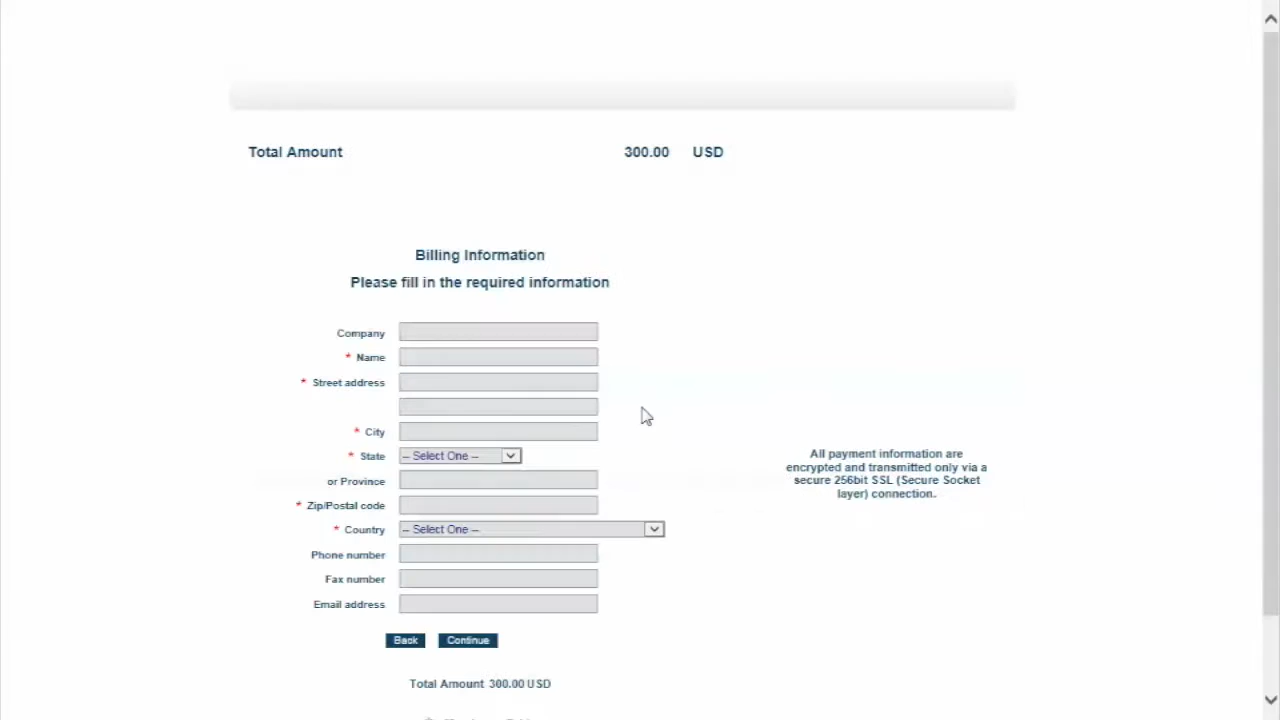 Total Amount 300.00 USD
Billing Information
Please fill in the required information
Company
* Name
* Street address
* City
* State -- Select One --
or Province
* Zip/Postal code
* Country -- Select One --
Phone number
Fax number
Email address
All payment information are
encrypted and transmitted only via a
secure 256bit SSL (Secure Socket
layer) connection.
Back Continue
Total Amount 300.00 USD